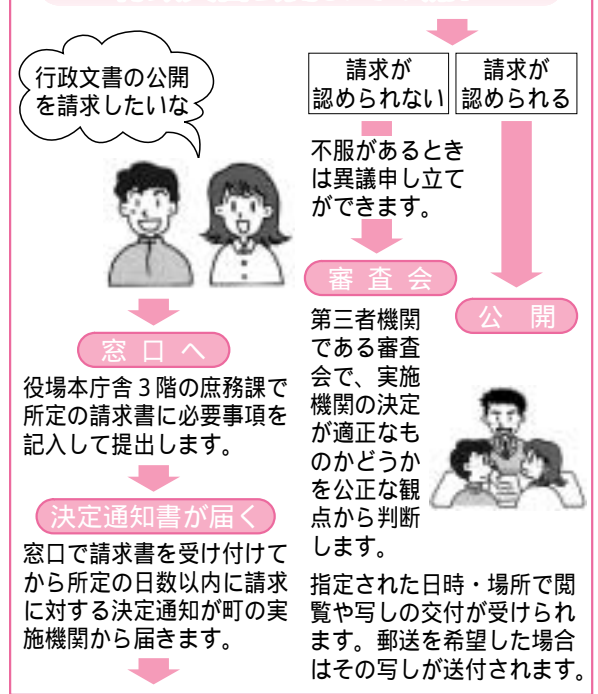 行政文書の公開
を請求したいな
窓口へ
役場本庁舎３階の庶務課で
所定の請求書に必要事項を
記入して提出します。
決定通知書が届く
窓口で請求書を受け付けて
から所定の日数以内に請求
に対する決定通知が町の実
施機関から届きます。
請求が
認められない
請求が
認められる
不服があるとき
は異議申し立て
ができます。
審査会
第三者機関
である審査
会で、実施
機関の決定
が適正なも
のかどうか
を公正な観
点から判断
します。
公開
指定された日時・場所で閲
覧や写しの交付が受けられ
ます。郵送を希望した場合
はその写しが送付されます。